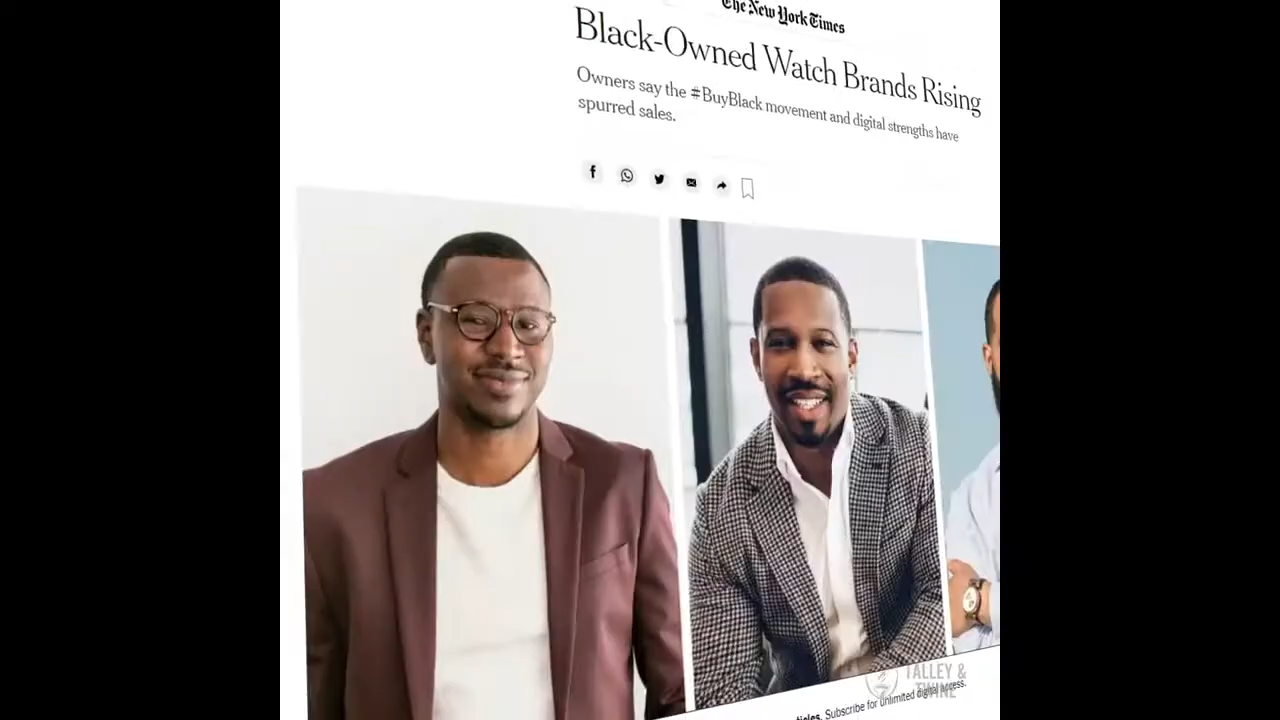 The New York Times
Black-Owned Watch Brands Rising
Owners say the #BuyBlack movement and digital strengths have
spurred sales.
TALLEY &
TWINE
Subscribe for unlimited digital access.